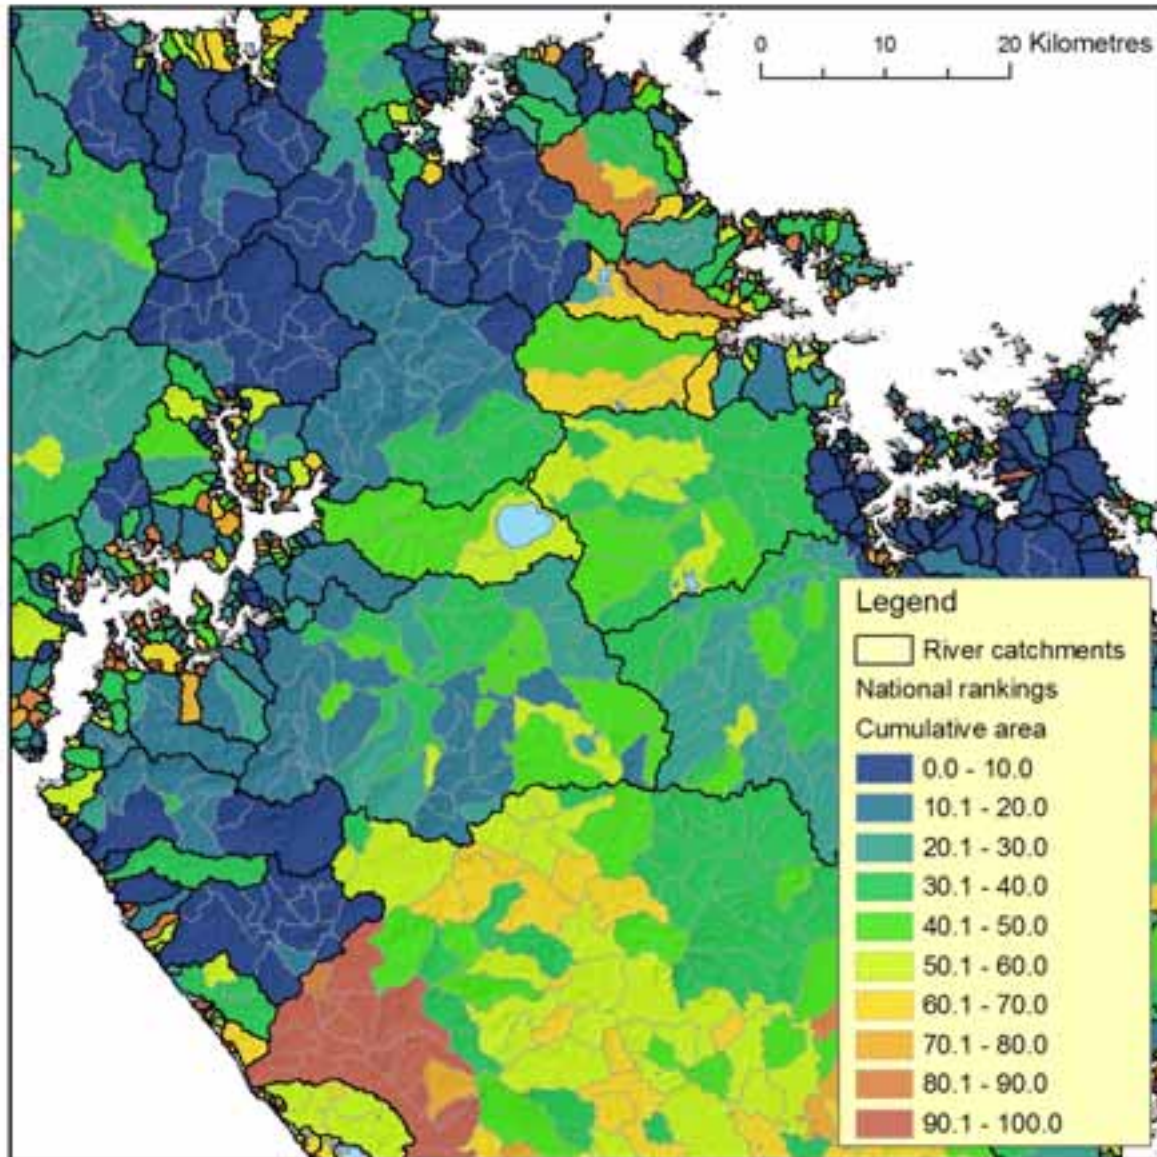 0 10 20 Kilometres
Legend
River catchments
National rankings
Cumulative area
0.0 - 10.0
10.1 - 20.0
20.1 - 30.0
30.1 - 40.0
40.1 - 50.0
50.1 - 60.0
60.1 - 70.0
70.1 - 80.0
80.1 - 90.0
90.1 - 100.0